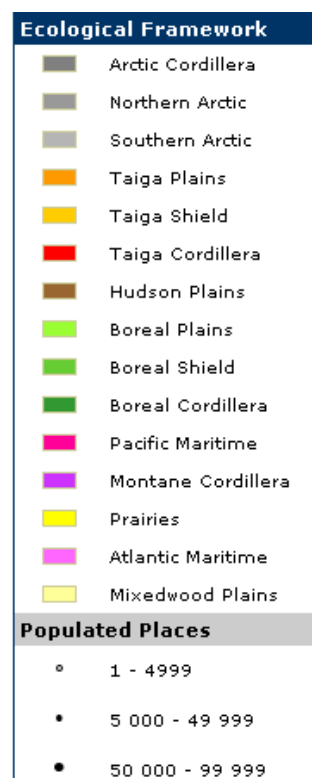 Ecological Framework
Arctic Cordillera
Northern Arctic
Southern Arctic
Taiga Plains
Taiga Shield
Taiga Cordillera
Hudson Plains
Boreal Plains
Boreal Shield
Boreal Cordillera
Pacific Maritime
Montane Cordillera
Prairies
Atlantic Maritime
Mixedwood Plains
Populated Places
1 - 4999
5 000 - 49 999
50 000 - 99 999